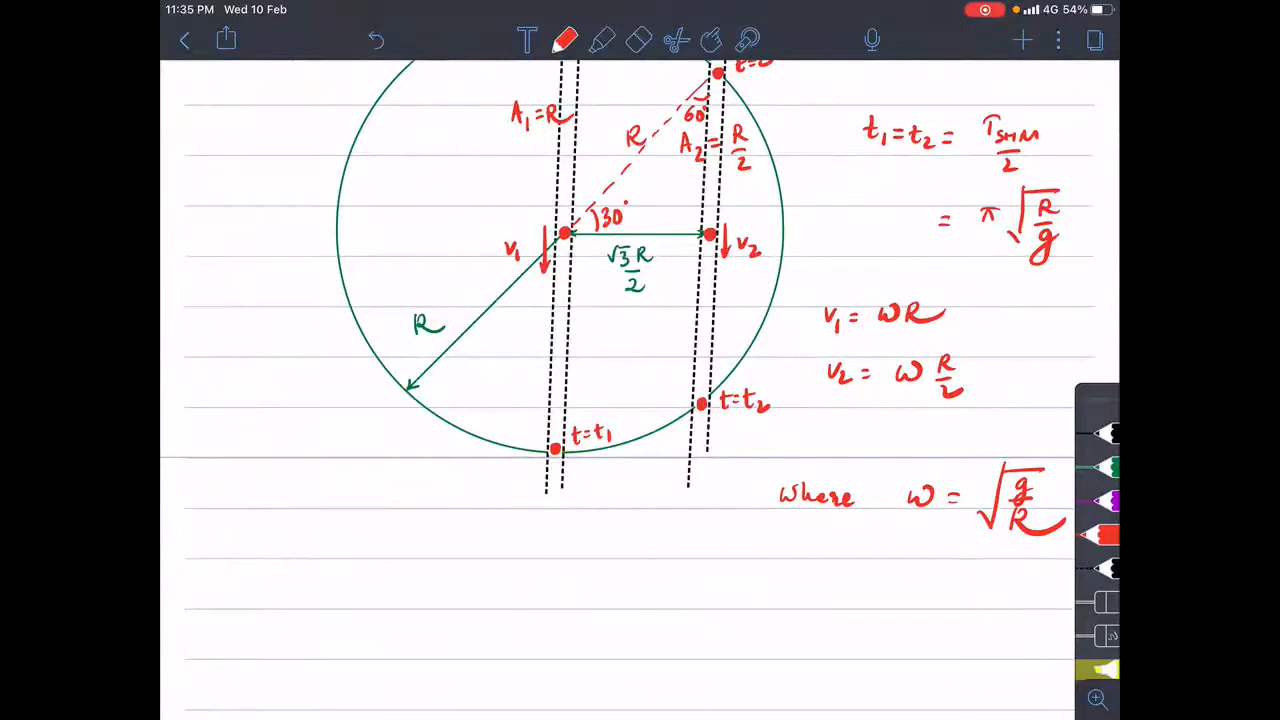 11:35 PM Wed 10 Feb
4G 54%
T
A₁ = R
60°
R
A₂ = R/2
30°
v₁
v₂
√3R/2
R
t=t₁
t=t₂
t₁ = t₂ = T_SHM/2
= π √(R/g)
v₁ = ωR
v₂ = ω R/2
where ω = √(g/R)